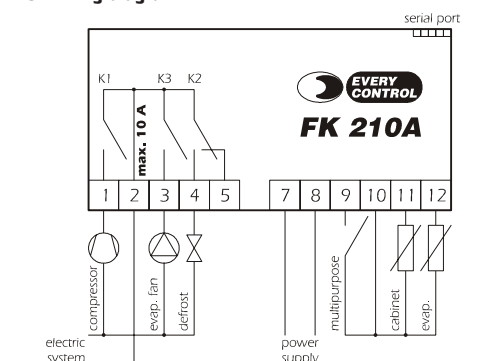 serial port
K1 K3 K2
max. 10 A
EVERY
CONTROL
FK 210A
1 2 3 4 5 7 8 9 10 11 12
compressor
evap. fan
defrost
multipurpose
cabinet
evap.
electric
system
power
supply